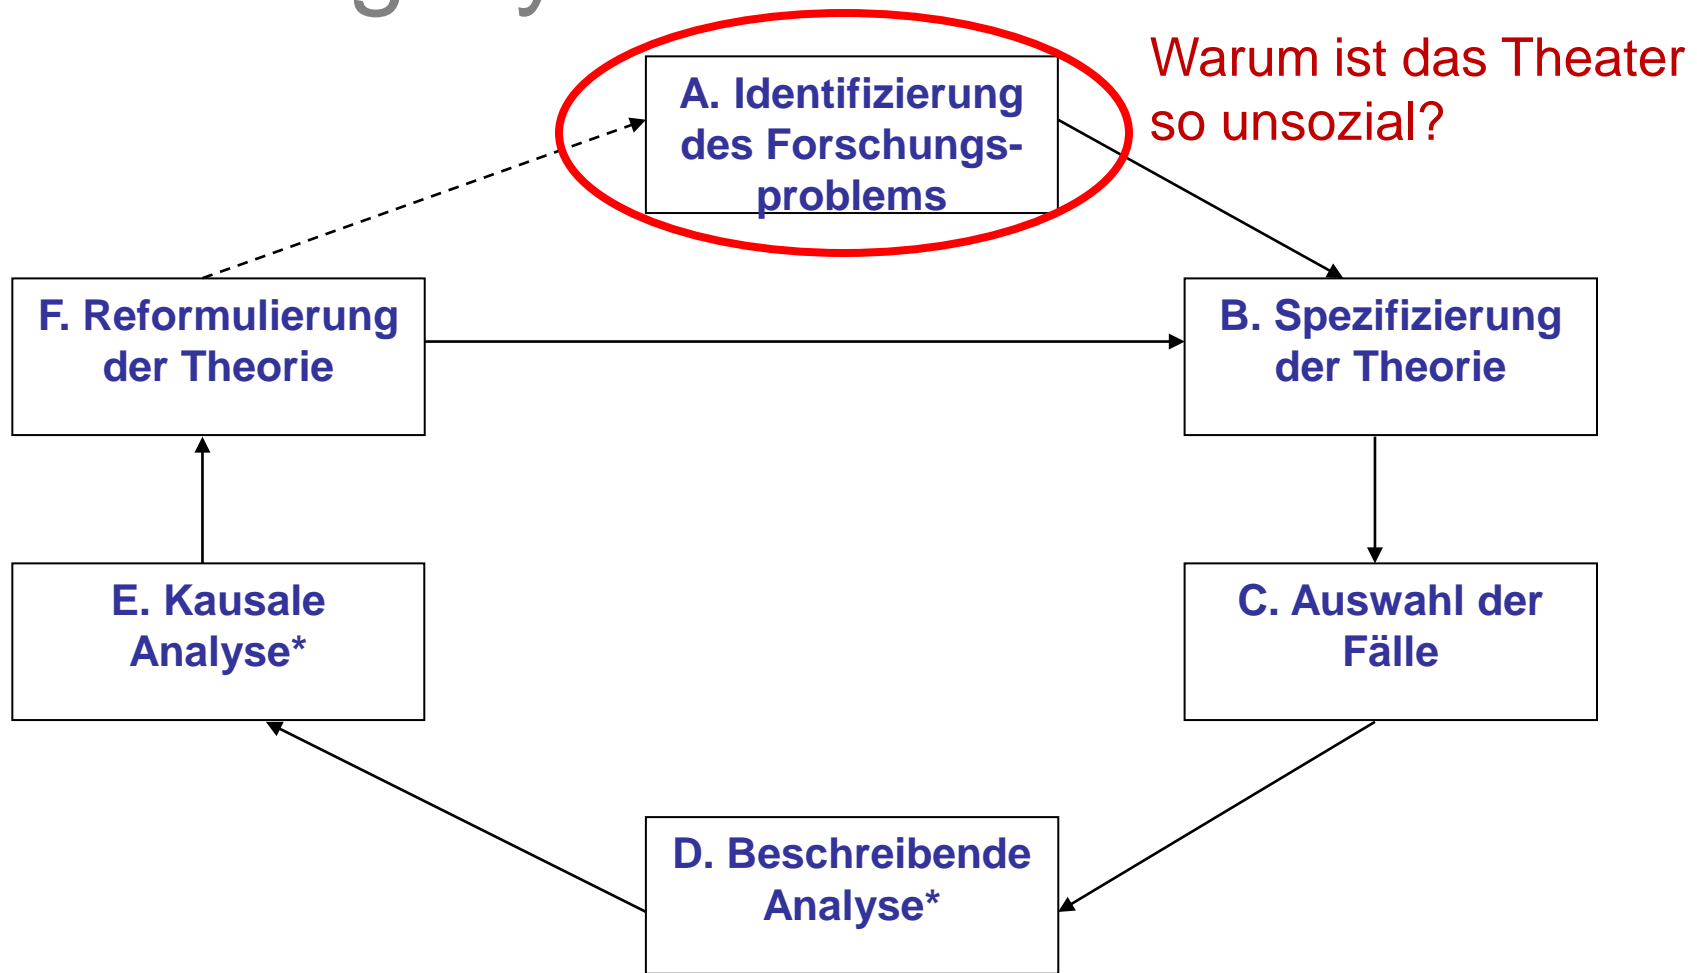 Warum ist das Theater
so unsozial?
A. Identifizierung
des Forschungs-
problems
F. Reformulierung
der Theorie
B. Spezifizierung
der Theorie
E. Kausale
Analyse*
C. Auswahl der
Fälle
D. Beschreibende
Analyse*